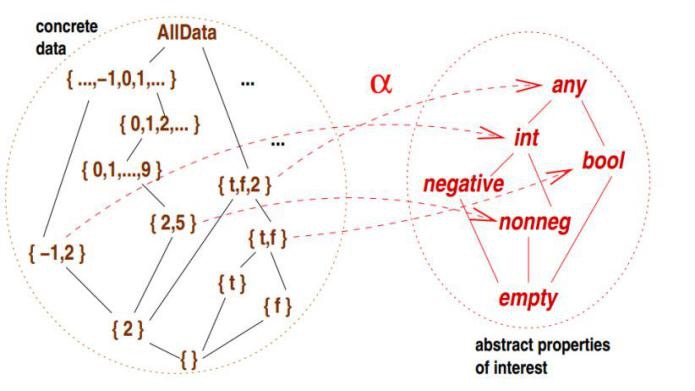 concrete
data
AllData
{ ...,−1,0,1,... }
...
α
any
{ 0,1,2,... }
...
int
{ 0,1,...,9 }
bool
{ t,f,2 }
negative
{ 2,5 }
nonneg
{ t,f }
{ −1,2 }
{ t }
{ f }
empty
{ 2 }
{ }
abstract properties
of interest